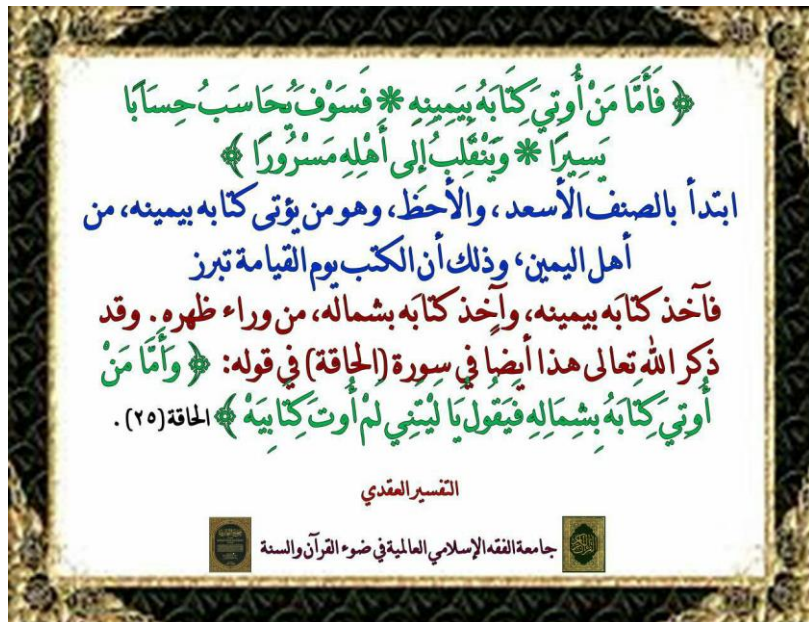 ﴿ فَأَمَّا مَنْ أُوتِيَ كِتَابَهُ بِيَمِينِهِ * فَسَوْفَ يُحَاسَبُ حِسَابًا
يَسِيرًا * وَيَنْقَلِبُ إِلَى أَهْلِهِ مَسْرُورًا ﴾
ابتدأ بالصنف الأسعد، والأحظ، وهو من يؤتى كتابه بيمينه، من
أهل اليمين، وذلك أن الكتب يوم القيامة تبرز
فآخذ كتابَه بيمينه، وآخذ كتابَه بشماله، من وراء ظهره. وقد
ذكر الله تعالى هذا أيضًا في سورة (الحاقة) في قوله: ﴿ وَأَمَّا مَنْ
أُوتِيَ كِتَابَهُ بِشِمَالِهِ فَيَقُولُ يَا لَيْتَنِي لَمْ أُوتَ كِتَابِيَهْ ﴾ الحاقة (٢٥).
التفسير العقدي
جامعة الفقه الإسلامي العالمية في ضوء القرآن والسنة